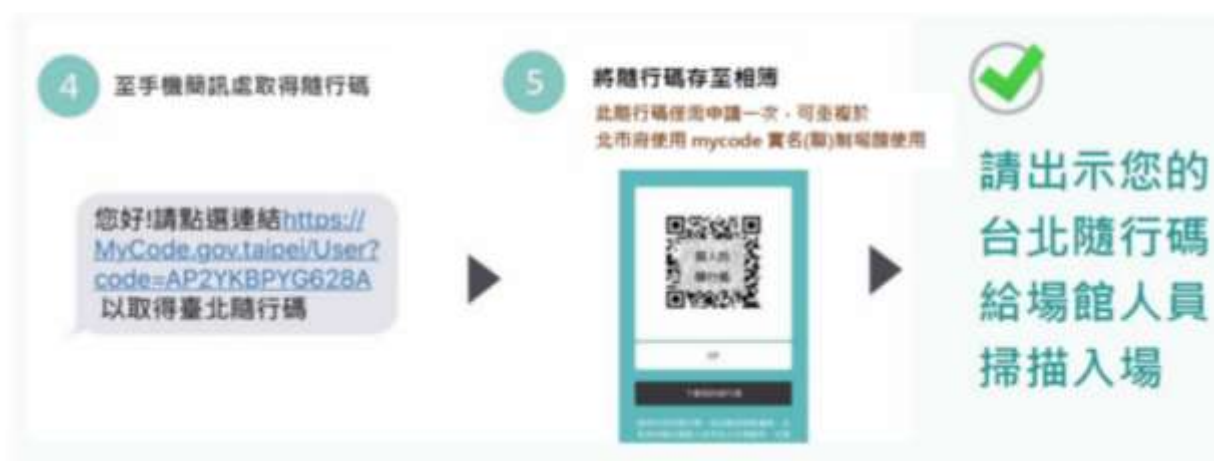 4
至手機簡訊處取得隨行碼
您好!請點選連結https://
MyCode.gov.taipei/User?
code=AP2YKBPYG628A
以取得臺北隨行碼
5
將隨行碼存至相簿
此隨行碼僅需申請一次，可重複於
北市府使用 mycode 實名(聯)制場館使用
個人的
隨行碼
請出示您的
台北隨行碼
給場館人員
掃描入場